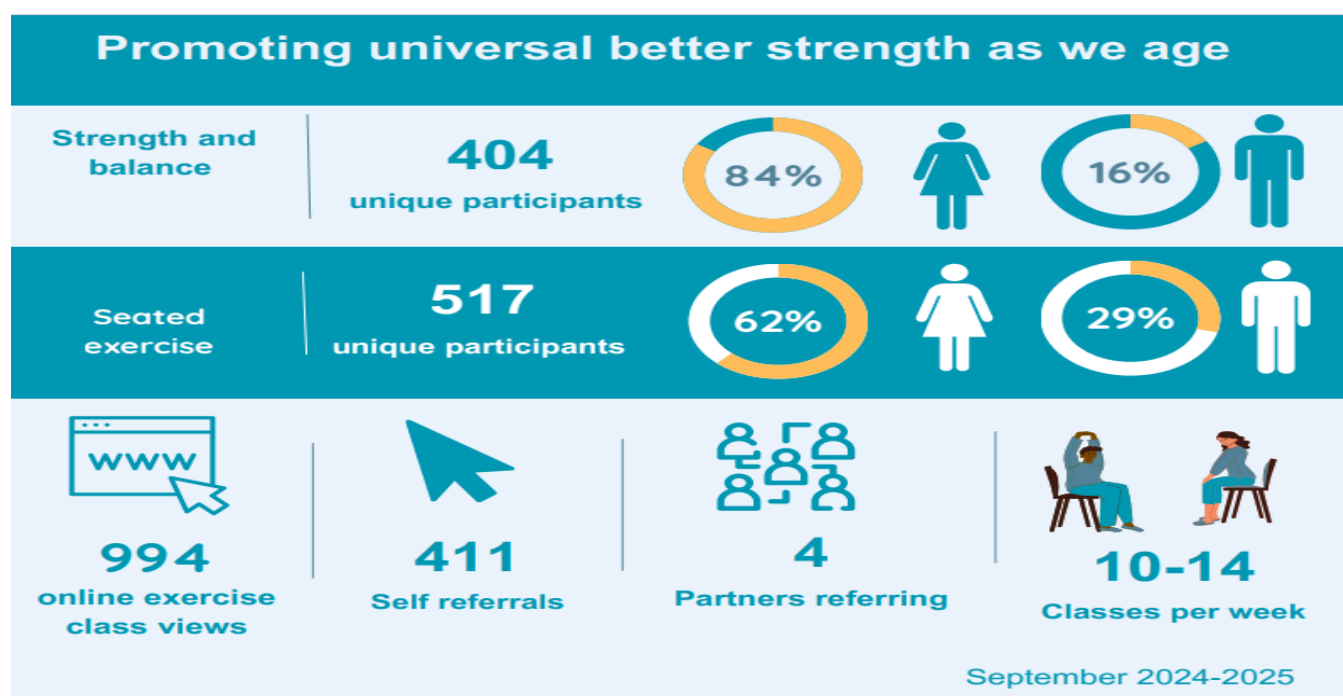 Promoting universal better strength as we age
Strength and
balance
404
unique participants
84%
16%
Seated
exercise
517
unique participants
62%
29%
www
994
online exercise
class views
411
Self referrals
4
Partners referring
10-14
Classes per week
September 2024-2025